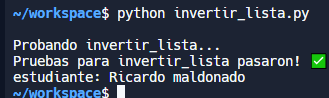 ~/workspace$ python invertir_lista.py
Probando invertir_lista...
Pruebas para invertir_lista pasaron! ✅
estudiante: Ricardo maldonado
~/workspace$